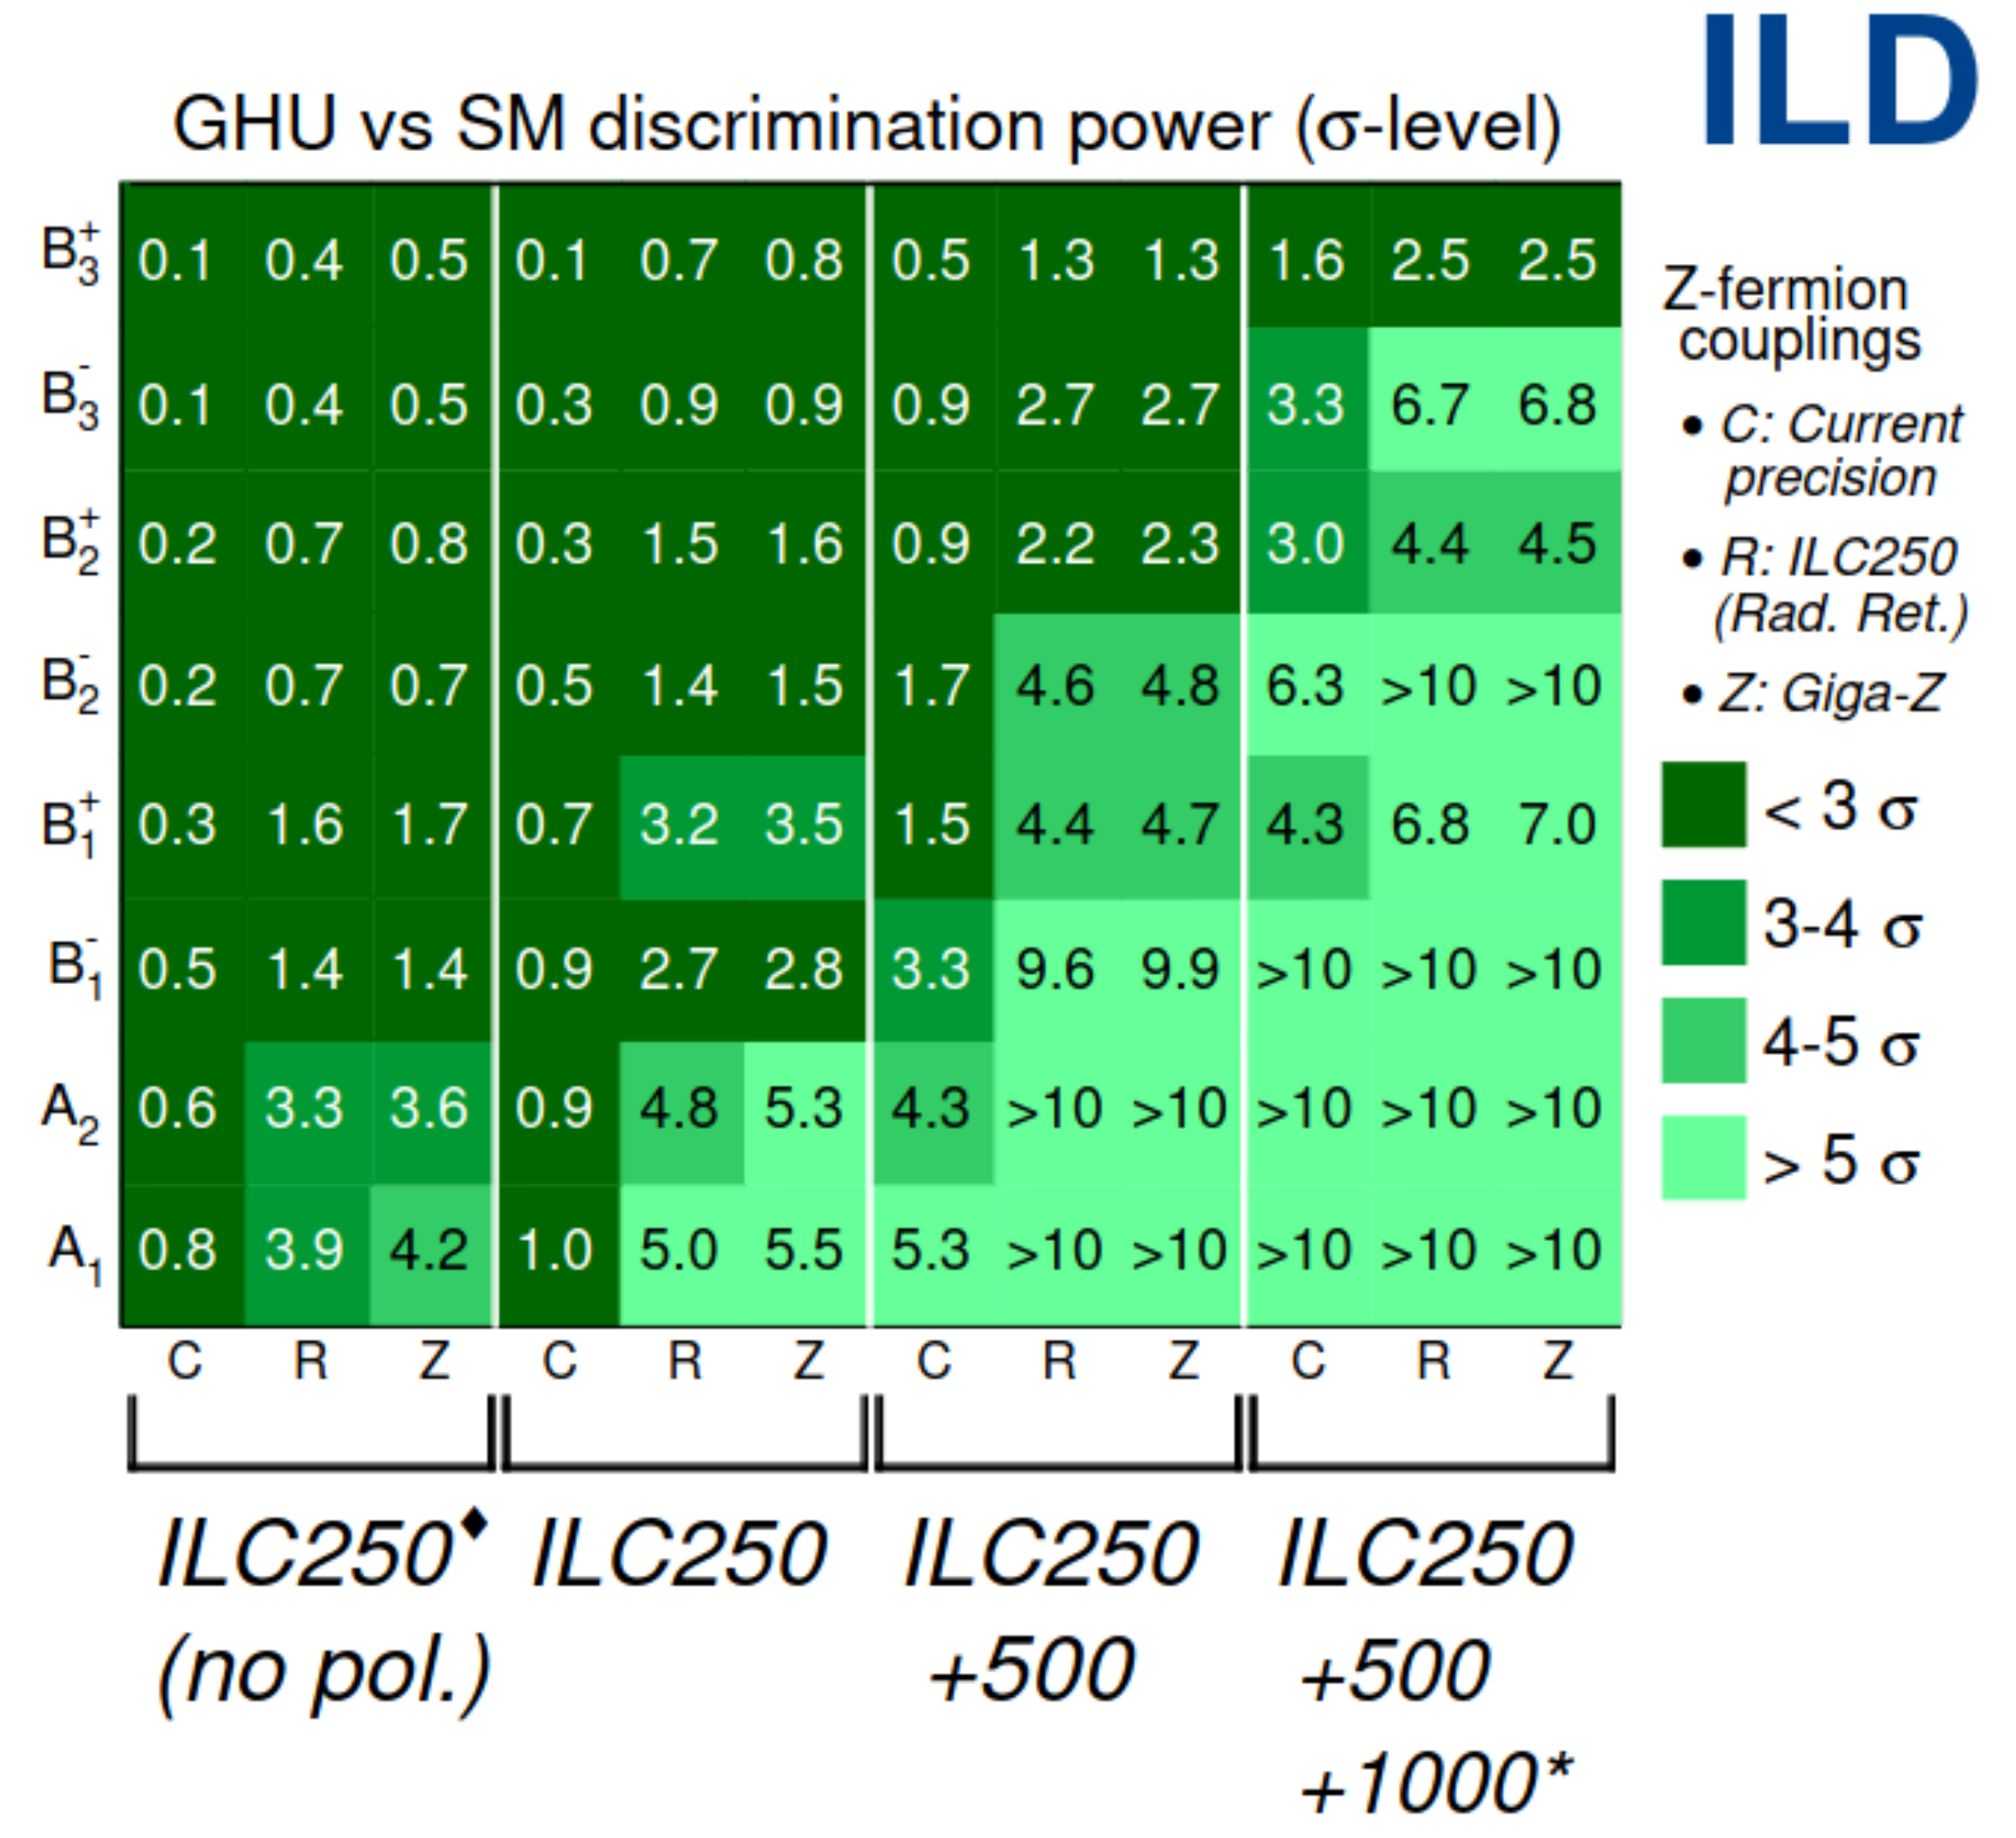 ILD
GHU vs SM discrimination power (σ-level)
B₃⁺ 0.1 0.4 0.5 0.1 0.7 0.8 0.5 1.3 1.3 1.6 2.5 2.5
B₃⁻ 0.1 0.4 0.5 0.3 0.9 0.9 0.9 2.7 2.7 3.3 6.7 6.8
B₂⁺ 0.2 0.7 0.8 0.3 1.5 1.6 0.9 2.2 2.3 3.0 4.4 4.5
B₂⁻ 0.2 0.7 0.7 0.5 1.4 1.5 1.7 4.6 4.8 6.3 >10 >10
B₁⁺ 0.3 1.6 1.7 0.7 3.2 3.5 1.5 4.4 4.7 4.3 6.8 7.0
B₁⁻ 0.5 1.4 1.4 0.9 2.7 2.8 3.3 9.6 9.9 >10 >10 >10
A₂ 0.6 3.3 3.6 0.9 4.8 5.3 4.3 >10 >10 >10 >10 >10
A₁ 0.8 3.9 4.2 1.0 5.0 5.5 5.3 >10 >10 >10 >10 >10
C R Z C R Z C R Z C R Z
ILC250♦ ILC250 ILC250 ILC250
(no pol.) +500 +500
+1000*
Z-fermion
couplings
• C: Current
precision
• R: ILC250
(Rad. Ret.)
• Z: Giga-Z
< 3 σ
3-4 σ
4-5 σ
> 5 σ